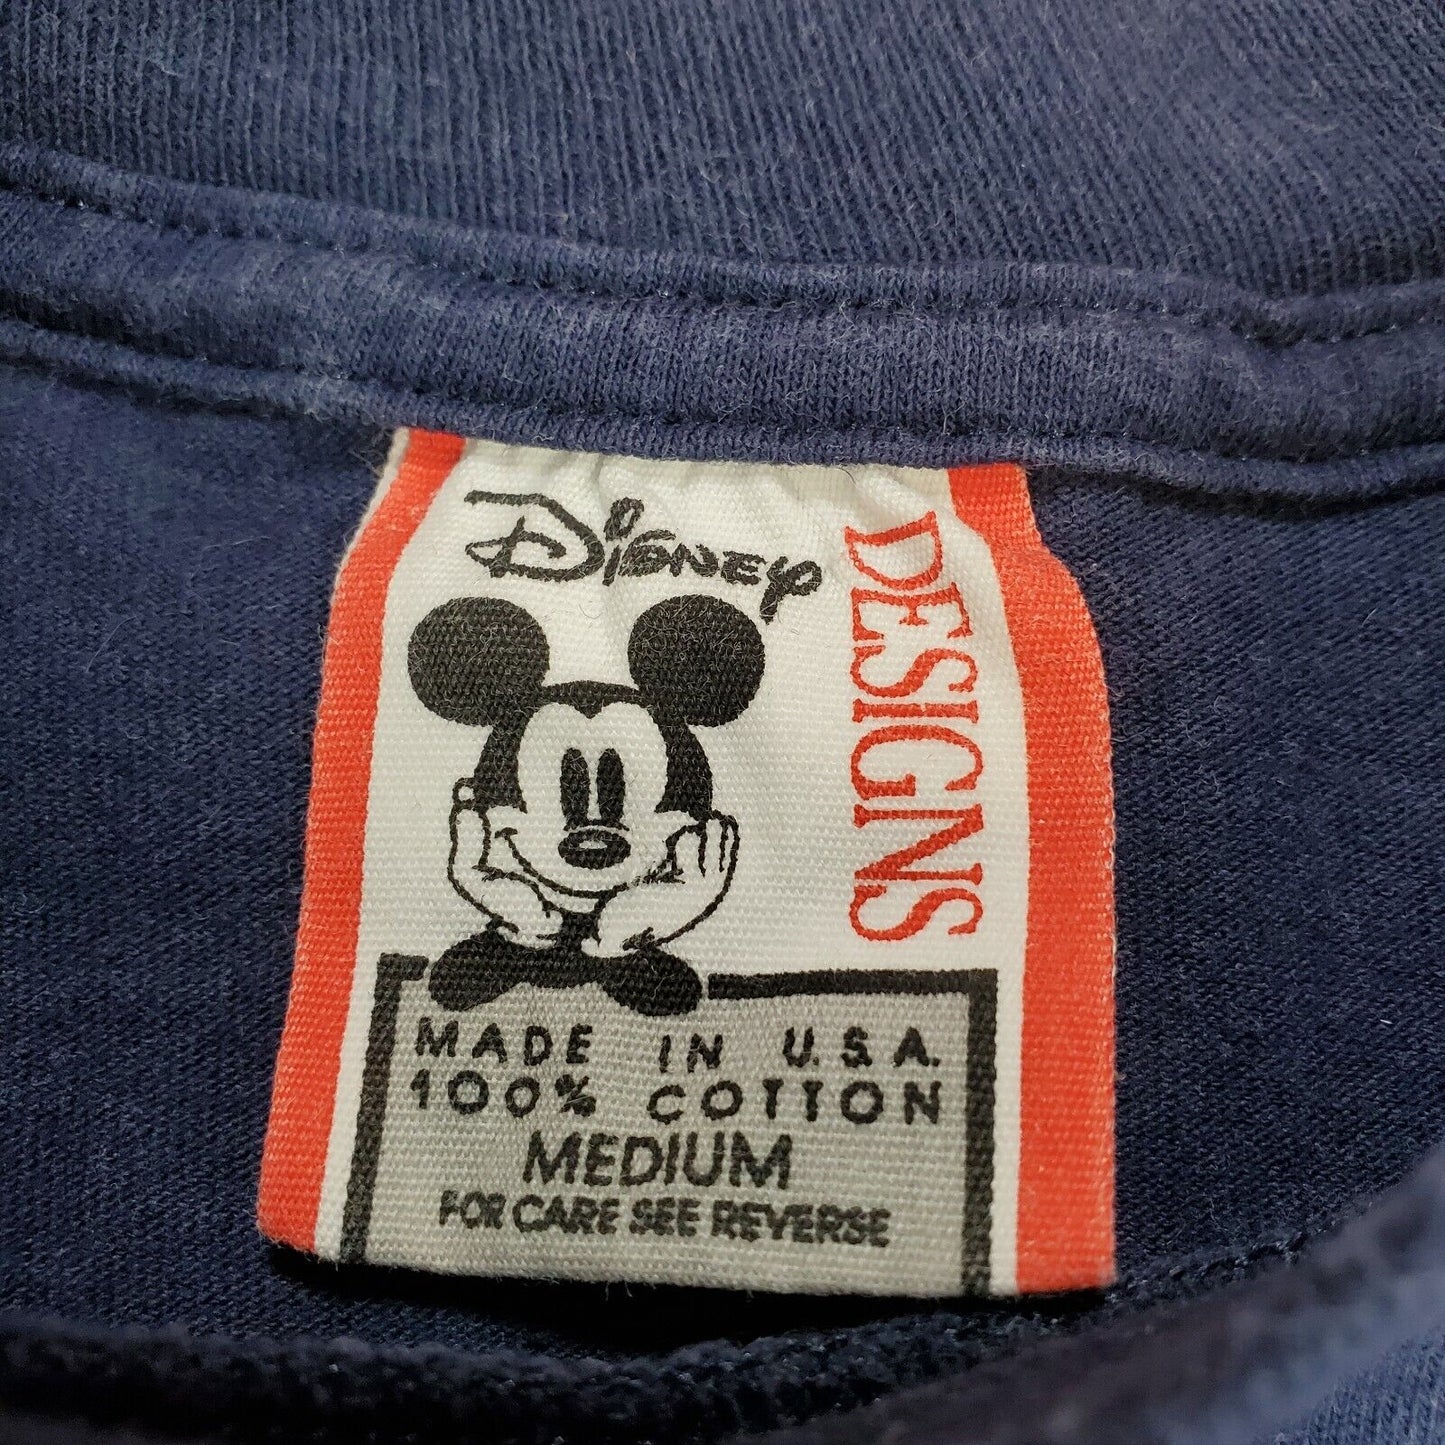 Disney
DESIGNS
MADE IN U.S.A.
100% COTTON
MEDIUM
FOR CARE SEE REVERSE